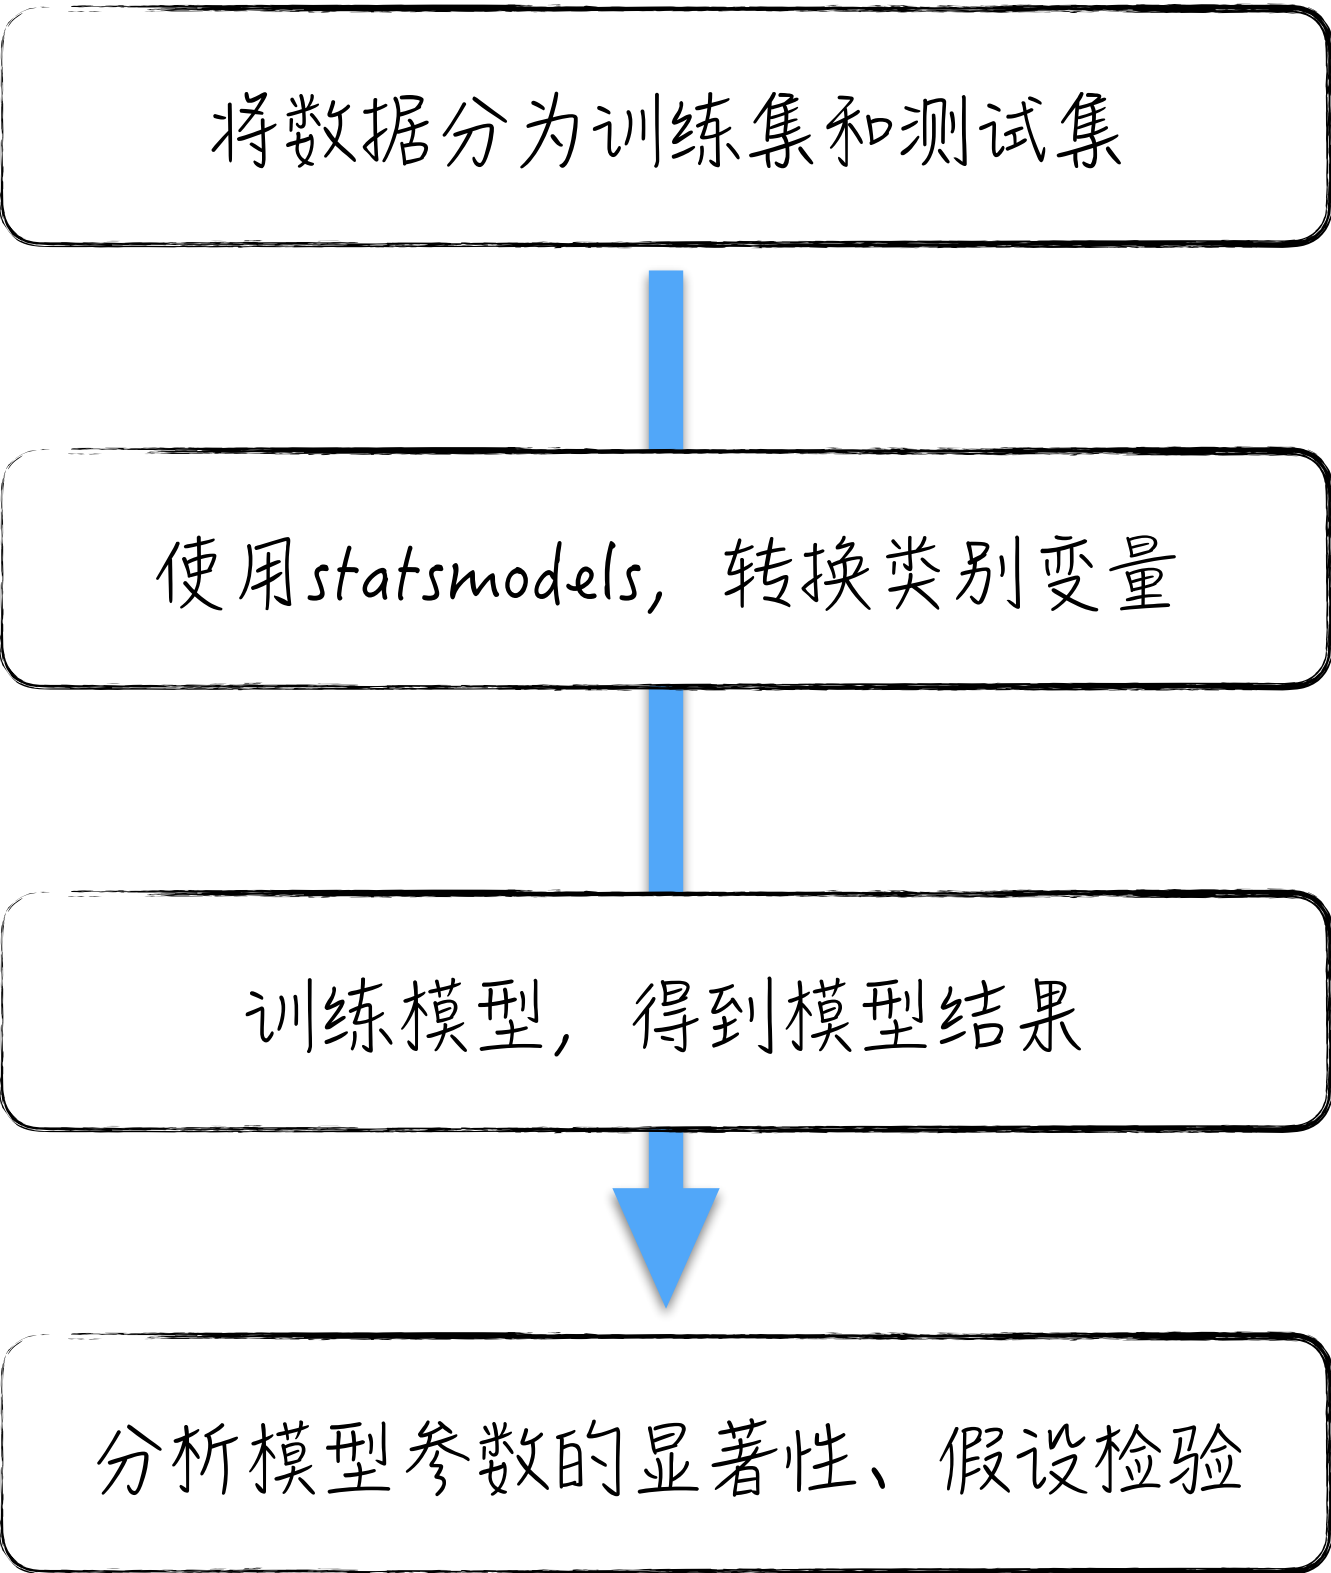 将数据分为训练集和测试集
使用statsmodels，转换类别变量
训练模型，得到模型结果
分析模型参数的显著性、假设检验